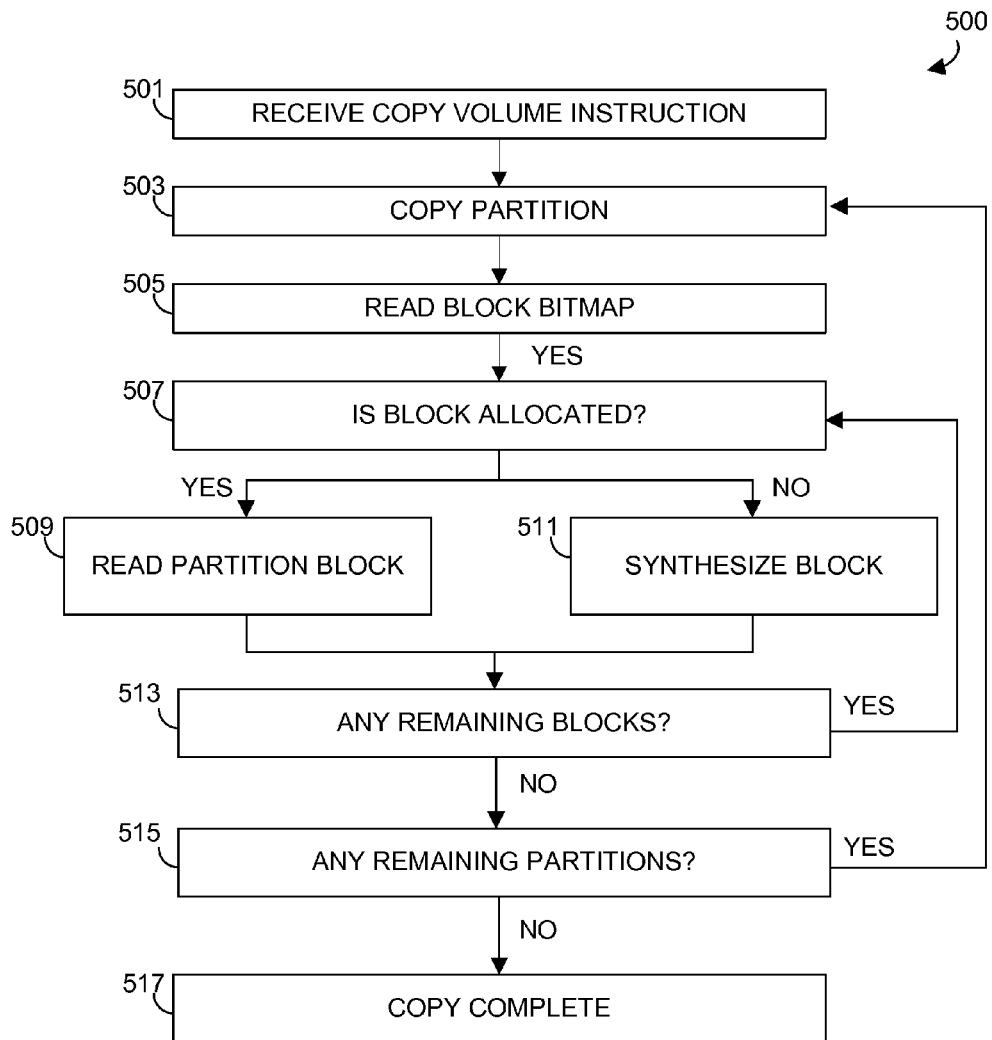 500
501
RECEIVE COPY VOLUME INSTRUCTION
503
COPY PARTITION
505
READ BLOCK BITMAP
YES
507
IS BLOCK ALLOCATED?
YES
NO
509
READ PARTITION BLOCK
511
SYNTHESIZE BLOCK
513
ANY REMAINING BLOCKS?
YES
NO
515
ANY REMAINING PARTITIONS?
YES
NO
517
COPY COMPLETE